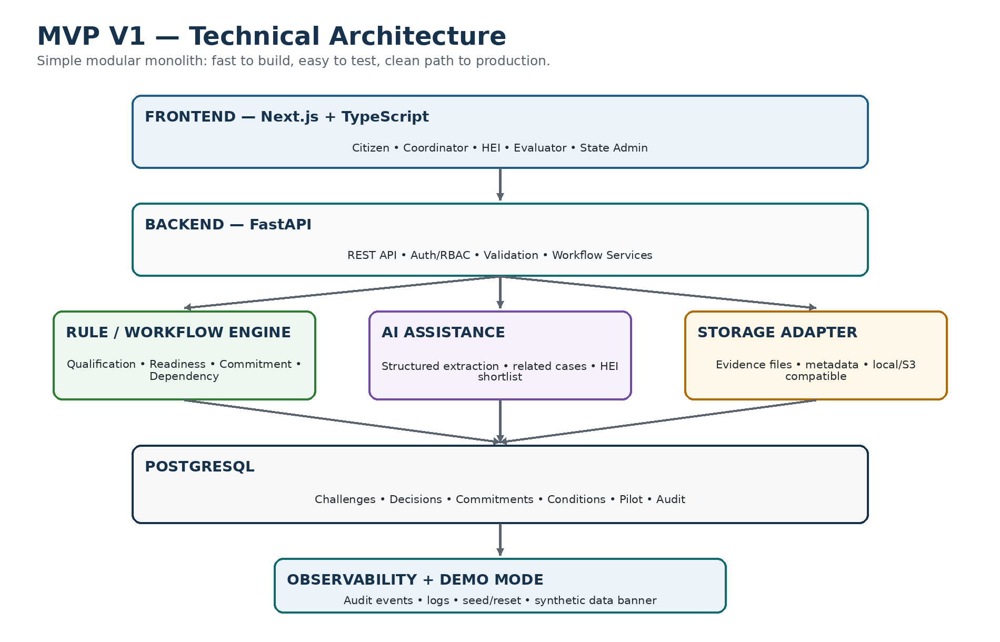 MVP V1 — Technical Architecture
Simple modular monolith: fast to build, easy to test, clean path to production.
FRONTEND — Next.js + TypeScript
Citizen • Coordinator • HEI • Evaluator • State Admin
BACKEND — FastAPI
REST API • Auth/RBAC • Validation • Workflow Services
RULE / WORKFLOW ENGINE
Qualification • Readiness • Commitment •
Dependency
AI ASSISTANCE
Structured extraction • related cases • HEI
shortlist
STORAGE ADAPTER
Evidence files • metadata • local/S3
compatible
POSTGRESQL
Challenges • Decisions • Commitments • Conditions • Pilot • Audit
OBSERVABILITY + DEMO MODE
Audit events • logs • seed/reset • synthetic data banner